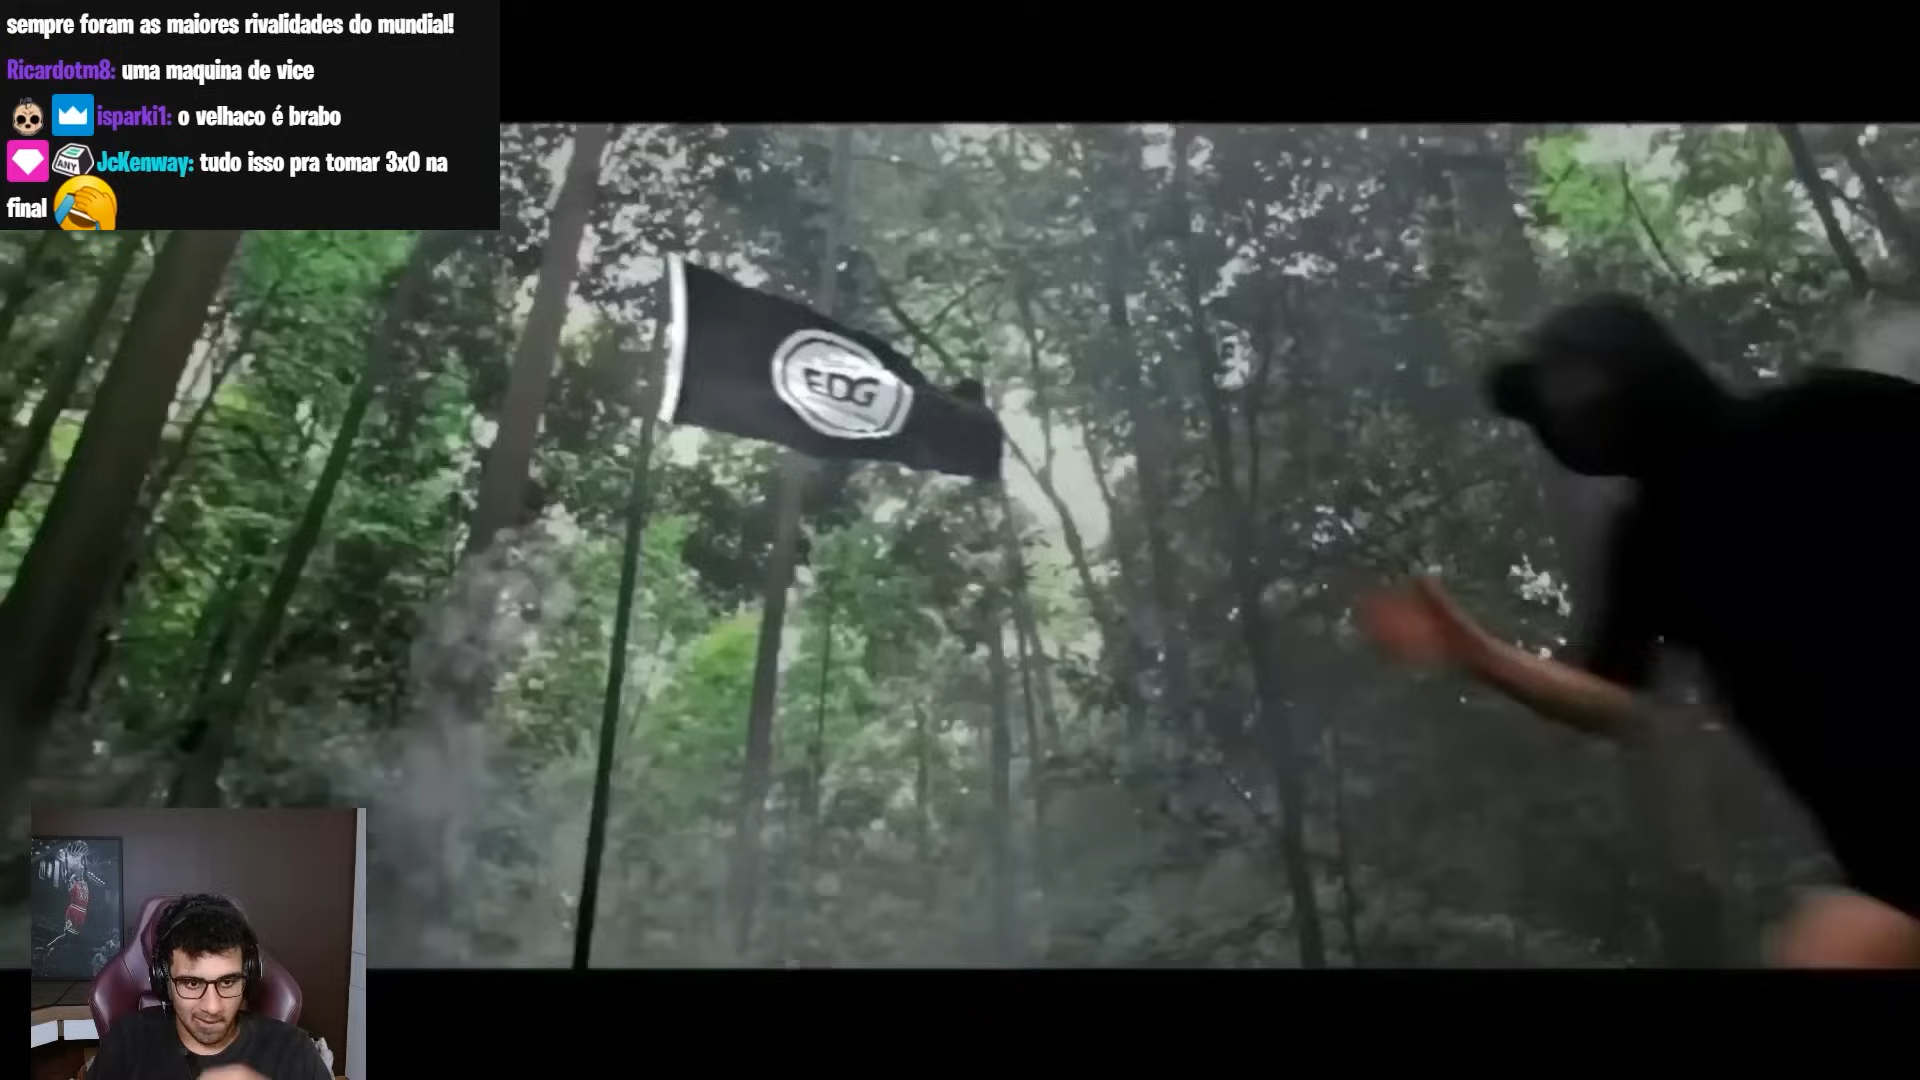 sempre foram as maiores rivalidades do mundial!
Ricardotm8: uma maquina de vice
isparki1: o velhaco é brabo
ANY JcKenway: tudo isso pra tomar 3x0 na
final
EDG